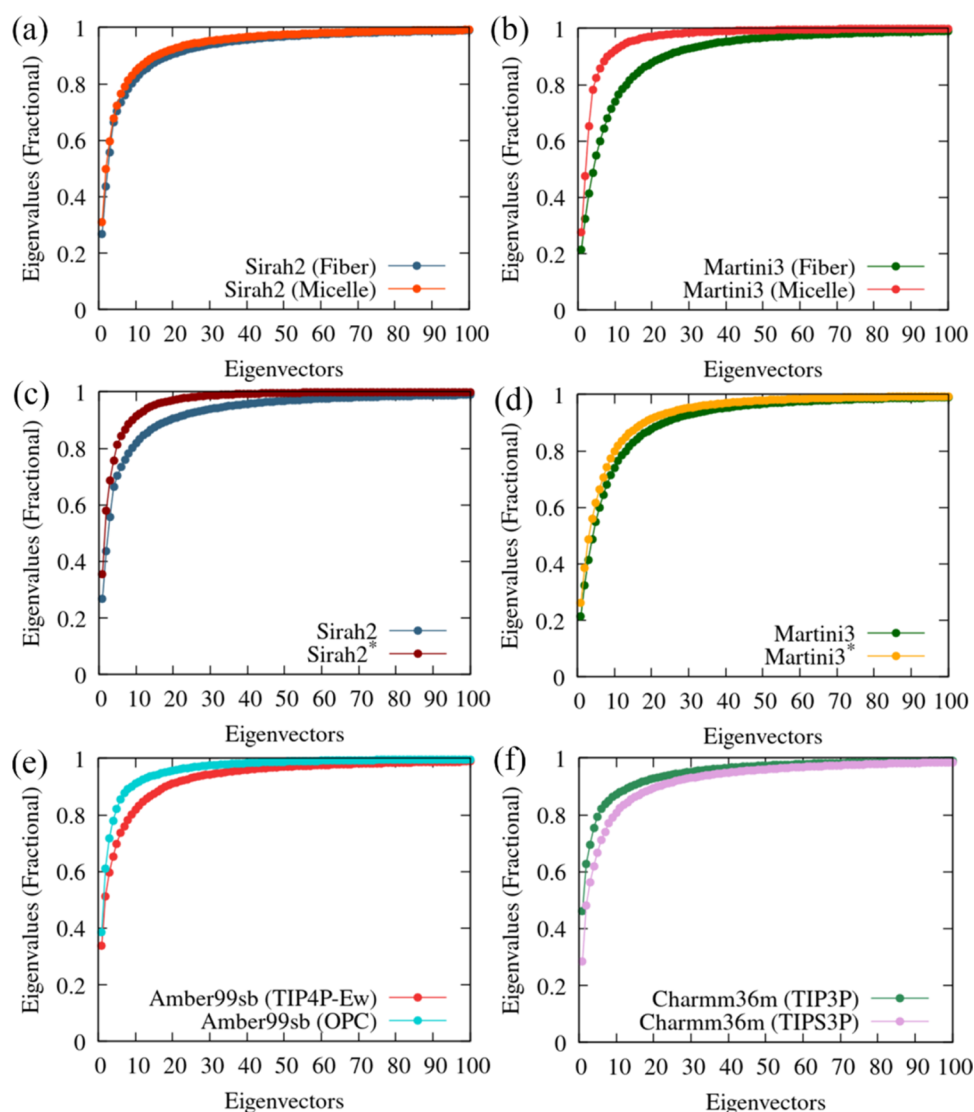 (a)
1
0.8
0.6
0.4
0.2
0
Eigenvalues (Fractional)
Sirah2 (Fiber)
Sirah2 (Micelle)
0 10 20 30 40 50 60 70 80 90 100
Eigenvectors
(b)
1
0.8
0.6
0.4
0.2
0
Eigenvalues (Fractional)
Martini3 (Fiber)
Martini3 (Micelle)
0 10 20 30 40 50 60 70 80 90 100
Eigenvectors
(c)
1
0.8
0.6
0.4
0.2
0
Eigenvalues (Fractional)
Sirah2
Sirah2*
0 10 20 30 40 50 60 70 80 90 100
Eigenvectors
(d)
1
0.8
0.6
0.4
0.2
0
Eigenvalues (Fractional)
Martini3
Martini3*
0 10 20 30 40 50 60 70 80 90 100
Eigenvectors
(e)
1
0.8
0.6
0.4
0.2
0
Eigenvalues (Fractional)
Amber99sb (TIP4P-Ew)
Amber99sb (OPC)
0 10 20 30 40 50 60 70 80 90 100
Eigenvectors
(f)
1
0.8
0.6
0.4
0.2
0
Eigenvalues (Fractional)
Charmm36m (TIP3P)
Charmm36m (TIPS3P)
0 10 20 30 40 50 60 70 80 90 100
Eigenvectors